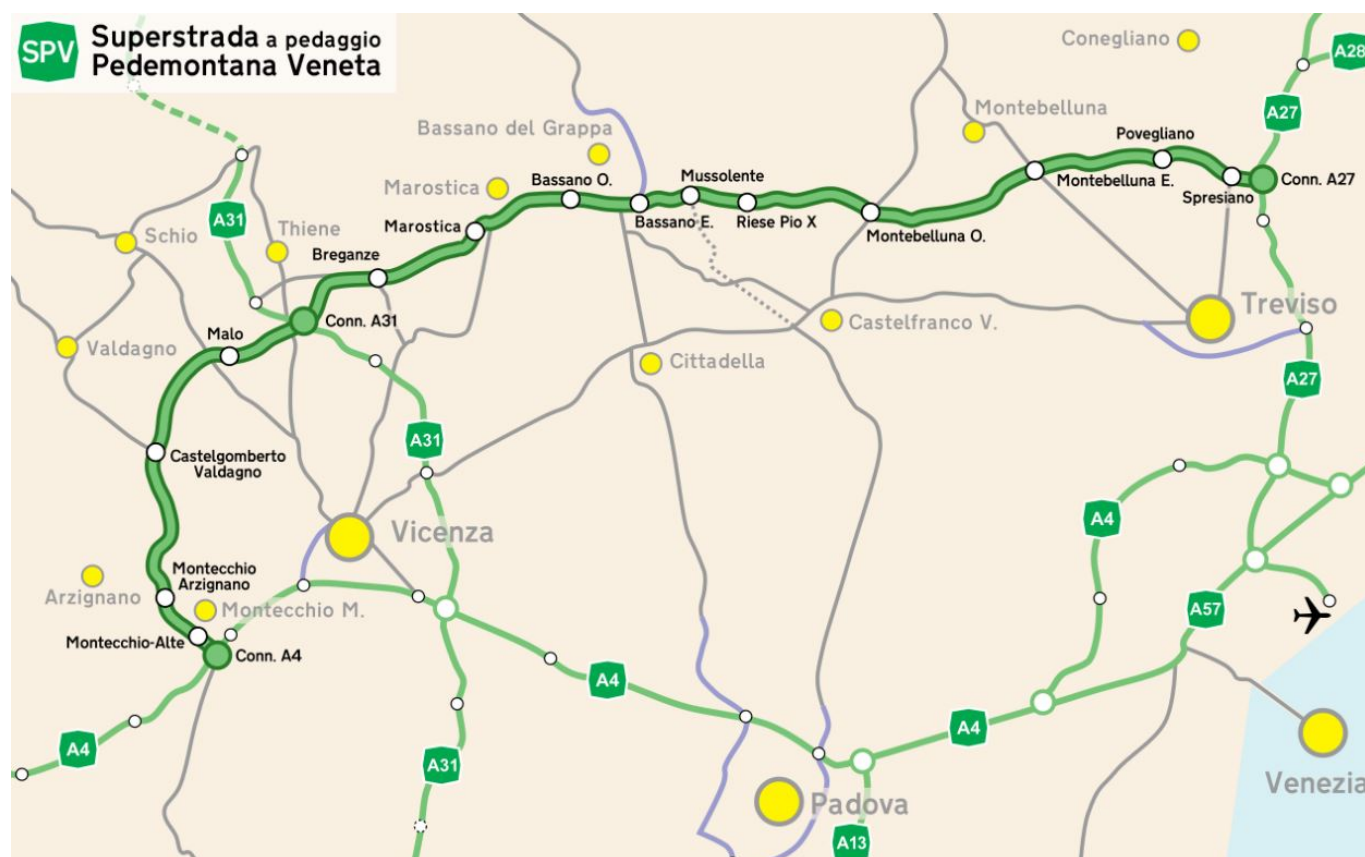 SPV
Superstrada a pedaggio
Pedemontana Veneta
Conegliano
A28
A27
Montebelluna
Bassano del Grappa
Povegliano
Mussolente
Marostica
Bassano O.
Montebelluna E.
Conn. A27
Spresiano
A31
Schio
Thiene
Marostica
Bassano E.
Riese Pio X
Montebelluna O.
Breganze
Treviso
Conn. A31
Castelfranco V.
Malo
Valdagno
Cittadella
A27
A31
Castelgomberto
Valdagno
A4
Vicenza
Montecchio
Arzignano
Arzignano
Montecchio M.
A57
Montecchio-Alte
Conn. A4
A4
A4
A4
A31
Venezia
Padova
A13